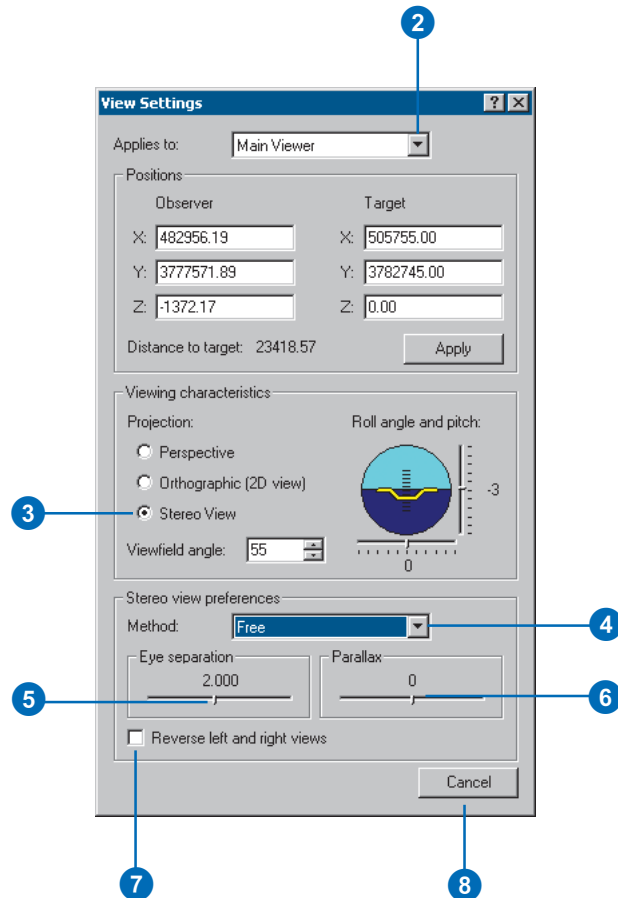 2
View Settings
? X
Applies to: Main Viewer
Positions
Observer Target
X: 482956.19 X: 505755.00
Y: 3777571.89 Y: 3782745.00
Z: -1372.17 Z: 0.00
Distance to target: 23418.57 Apply
Viewing characteristics
Projection: Roll angle and pitch:
Perspective
Orthographic (2D view) -3
3 Stereo View
Viewfield angle: 55
0
Stereo view preferences
Method: Free 4
Eye separation Parallax
2.000 0
5 6
Reverse left and right views
Cancel
7 8